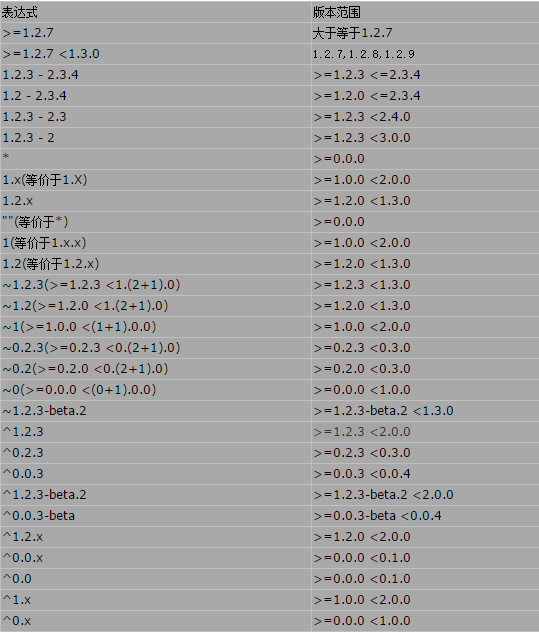 表达式 版本范围
>=1.2.7 大于等于1.2.7
>=1.2.7 <1.3.0 1.2.7,1.2.8,1.2.9
1.2.3 - 2.3.4 >=1.2.3 <=2.3.4
1.2 - 2.3.4 >=1.2.0 <=2.3.4
1.2.3 - 2.3 >=1.2.3 <2.4.0
1.2.3 - 2 >=1.2.3 <3.0.0
* >=0.0.0
1.x(等价于1.X) >=1.0.0 <2.0.0
1.2.x >=1.2.0 <1.3.0
""(等价于*) >=0.0.0
1(等价于1.x.x) >=1.0.0 <2.0.0
1.2(等价于1.2.x) >=1.2.0 <1.3.0
~1.2.3(>=1.2.3 <1.(2+1).0) >=1.2.3 <1.3.0
~1.2(>=1.2.0 <1.(2+1).0) >=1.2.0 <1.3.0
~1(>=1.0.0 <(1+1).0.0) >=1.0.0 <2.0.0
~0.2.3(>=0.2.3 <0.(2+1).0) >=0.2.3 <0.3.0
~0.2(>=0.2.0 <0.(2+1).0) >=0.2.0 <0.3.0
~0(>=0.0.0 <(0+1).0.0) >=0.0.0 <1.0.0
~1.2.3-beta.2 >=1.2.3-beta.2 <1.3.0
^1.2.3 >=1.2.3 <2.0.0
^0.2.3 >=0.2.3 <0.3.0
^0.0.3 >=0.0.3 <0.0.4
^1.2.3-beta.2 >=1.2.3-beta.2 <2.0.0
^0.0.3-beta >=0.0.3-beta <0.0.4
^1.2.x >=1.2.0 <2.0.0
^0.0.x >=0.0.0 <0.1.0
^0.0 >=0.0.0 <0.1.0
^1.x >=1.0.0 <2.0.0
^0.x >=0.0.0 <1.0.0